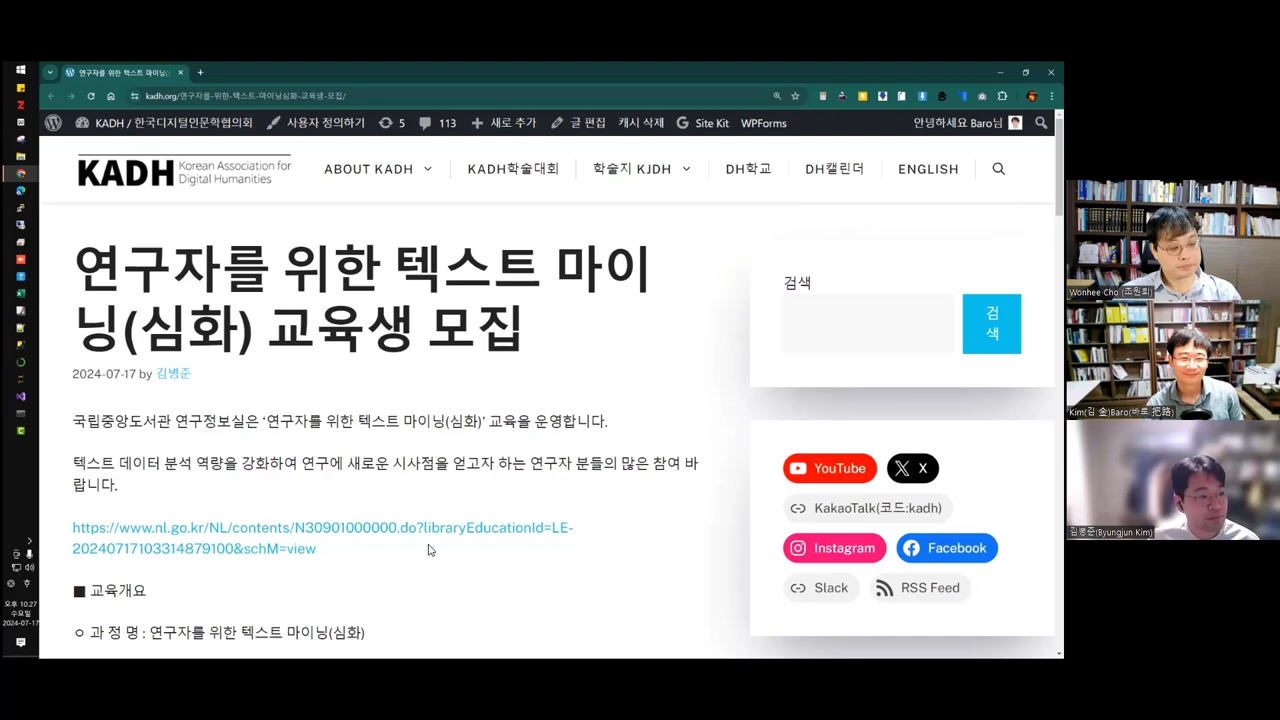 연구자를 위한 텍스트 마이닝(
kadh.org/연구자를-위한-텍스트-마이닝심화-교육생-모집/
KADH / 한국디지털인문학협의회 사용자 정의하기 5 113 새로 추가 글 편집 캐시 삭제 Site Kit WPForms 안녕하세요 Baro님
KADH Korean Association for
Digital Humanities
ABOUT KADH KADH학술대회 학술지 KJDH DH학교 DH캘린더 ENGLISH
연구자를 위한 텍스트 마이
닝(심화) 교육생 모집
2024-07-17 by 김병준
국립중앙도서관 연구정보실은 ‘연구자를 위한 텍스트 마이닝(심화)’ 교육을 운영합니다.
텍스트 데이터 분석 역량을 강화하여 연구에 새로운 시사점을 얻고자 하는 연구자 분들의 많은 참여 바
랍니다.
https://www.nl.go.kr/NL/contents/N30901000000.do?libraryEducationId=LE-
20240717103314879100&schM=view
■ 교육개요
ㅇ 과 정 명 : 연구자를 위한 텍스트 마이닝(심화)
검색
검
색
YouTube X
KakaoTalk(코드:kadh)
Instagram Facebook
Slack RSS Feed
Wonhee Cho (조원희)
Kim(김 金)Baro(바로 把路)
김병준(Byungjun Kim)
오후 10:27
수요일
2024-07-17